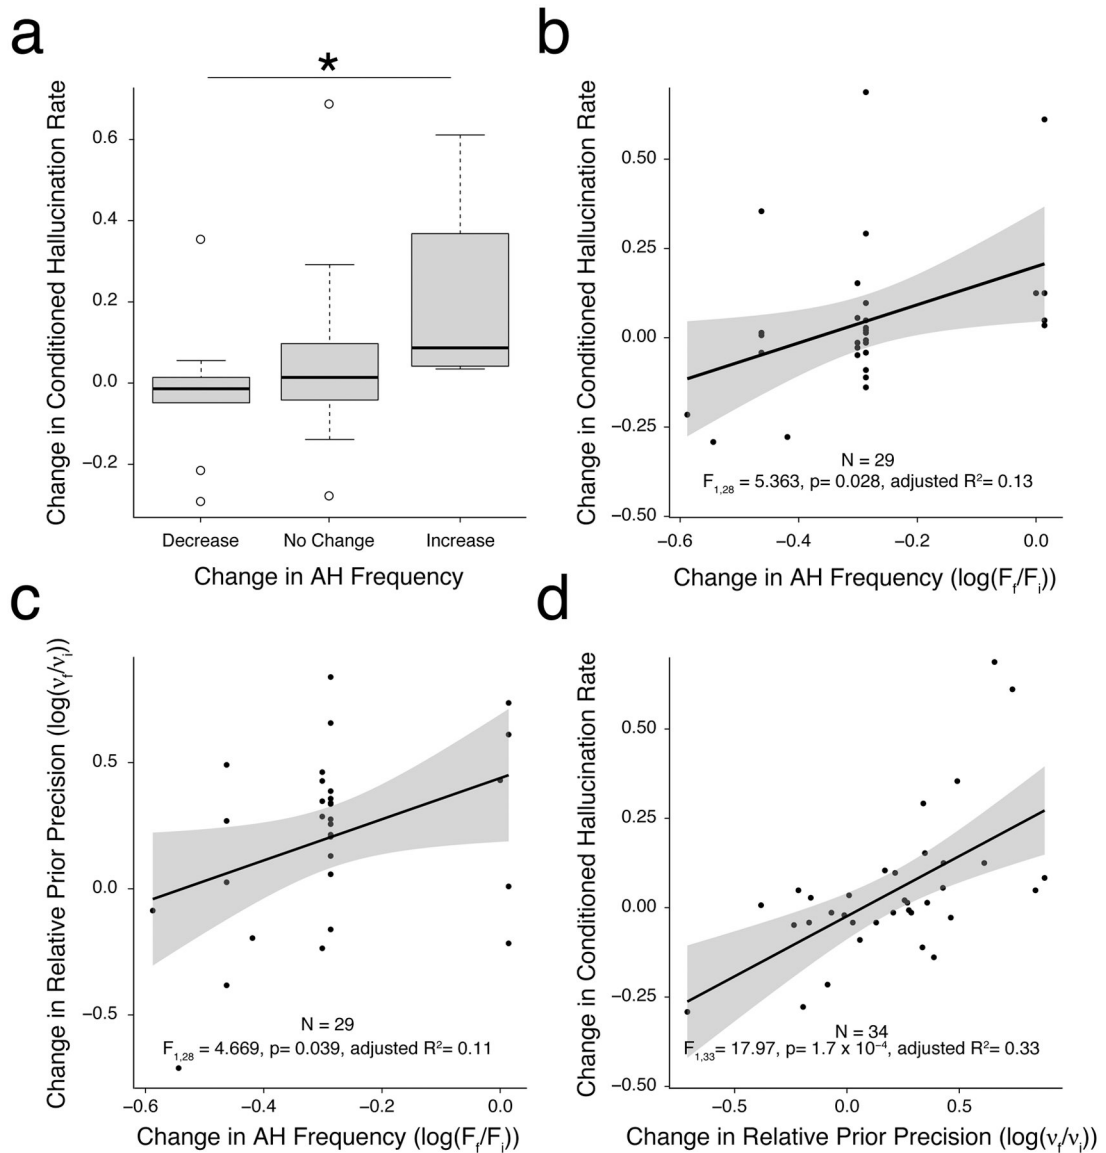 a
*
Change in Conditioned Hallucination Rate
0.6
0.4
0.2
0.0
−0.2
Decrease No Change Increase
Change in AH Frequency
b
Change in Conditioned Hallucination Rate
0.50
0.25
0.00
−0.25
−0.50
N = 29
F1,28 = 5.363, p= 0.028, adjusted R2= 0.13
−0.6 −0.4 −0.2 0.0
Change in AH Frequency (log(Ff/Fi))
c
Change in Relative Prior Precision (log(νf/νi))
0.5
0.0
−0.5
N = 29
F1,28 = 4.669, p= 0.039, adjusted R2= 0.11
−0.6 −0.4 −0.2 0.0
Change in AH Frequency (log(Ff/Fi))
d
Change in Conditioned Hallucination Rate
0.50
0.25
0.00
−0.25
−0.50
N = 34
F1,33= 17.97, p= 1.7 x 10−4, adjusted R2= 0.33
−0.5 0.0 0.5
Change in Relative Prior Precision (log(νf/νi))